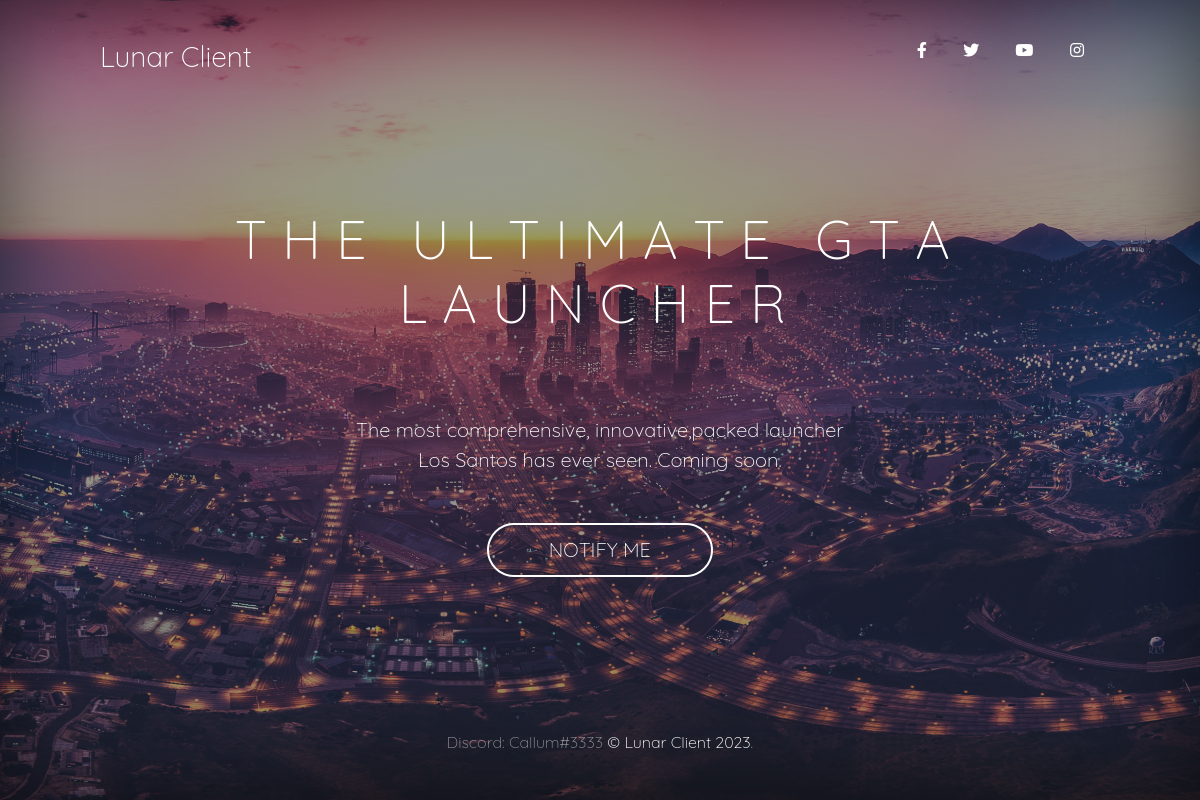 Lunar Client
THE ULTIMATE GTA
LAUNCHER
The most comprehensive, innovative,packed launcher
Los Santos has ever seen. Coming soon.
NOTIFY ME
Discord: Callum#3333 © Lunar Client 2023.